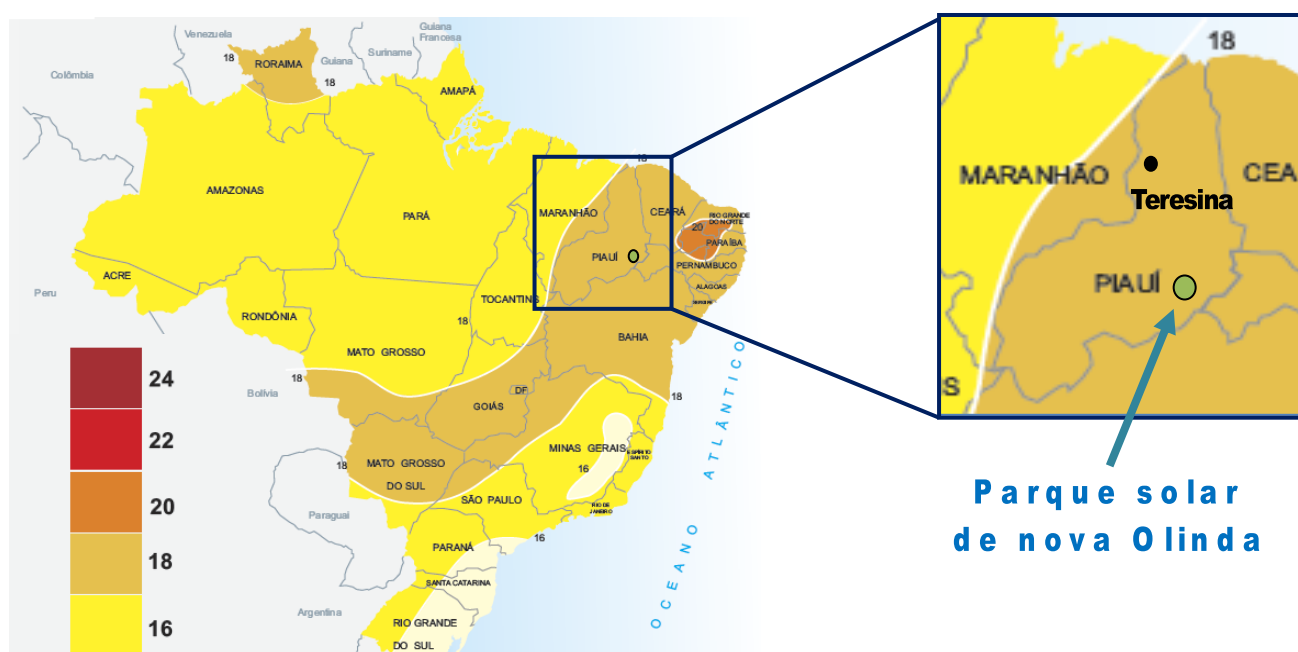 Venezuela
Guiana
Francesa
Suriname
Guiana
Colômbia
18
RORAIMA
18
AMAPÁ
AMAZONAS
PARÁ
18
MARANHÃO
CEARÁ
RIO GRANDE
DO NORTE
20
PARAÍBA
PIAUÍ
PERNAMBUCO
ALAGOAS
SERGIPE
ACRE
Peru
TOCANTINS
RONDÔNIA
18
BAHIA
MATO GROSSO
18
Bolívia
DF
GOIÁS
18
MINAS GERAIS
ESPÍRITO
SANTO
16
18
MATO GROSSO
DO SUL
SÃO PAULO
RIO DE
JANEIRO
Paraguai
16
PARANÁ
SANTA CATARINA
Argentina
RIO GRANDE
DO SUL
OCEANO ATLÂNTICO
24
22
20
18
16
18
MARANHÃO
CEA
Teresina
PIAUÍ
S
Parque solar
de nova Olinda